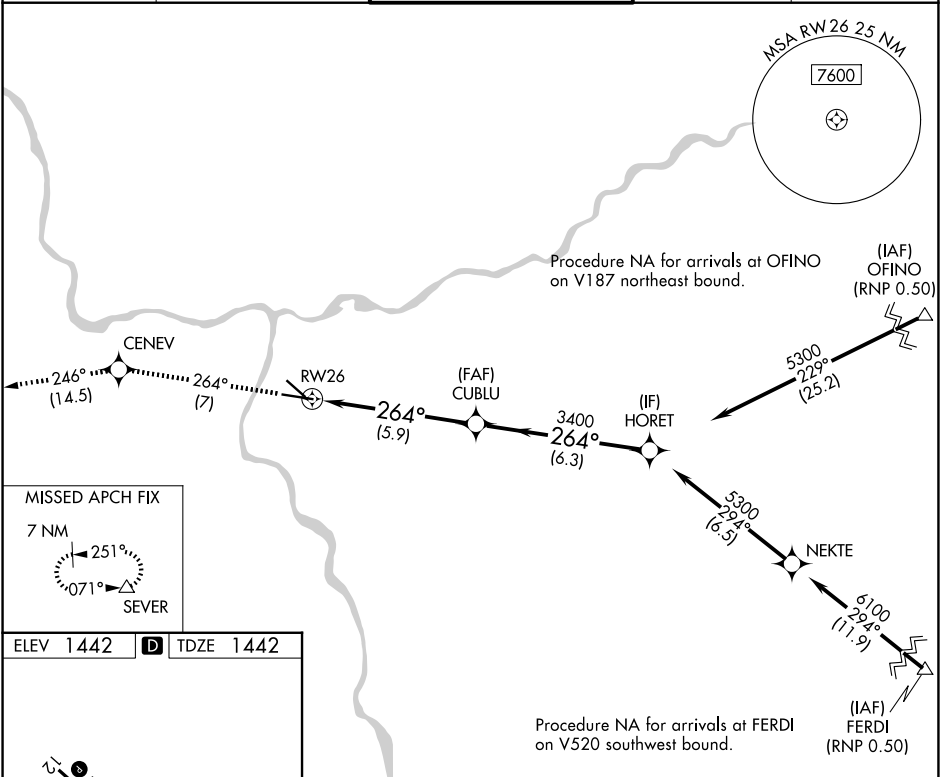 MSA RW26 25 NM
7600
(IAF)
OFINO
(RNP 0.50)
Procedure NA for arrivals at OFINO
on V187 northeast bound.
5300
229°
(25.2)
CENEV
246°
(14.5)
264°
(7)
RW26
264°
(5.9)
(FAF)
CUBLU
3400
264°
(6.3)
(IF)
HORET
5300
294°
(6.5)
NEKTE
6100
294°
(11.9)
(IAF)
FERDI
(RNP 0.50)
Procedure NA for arrivals at FERDI
on V520 southwest bound.
MISSED APCH FIX
7 NM
251°
071°
SEVER
ELEV 1442 D TDZE 1442
12
P